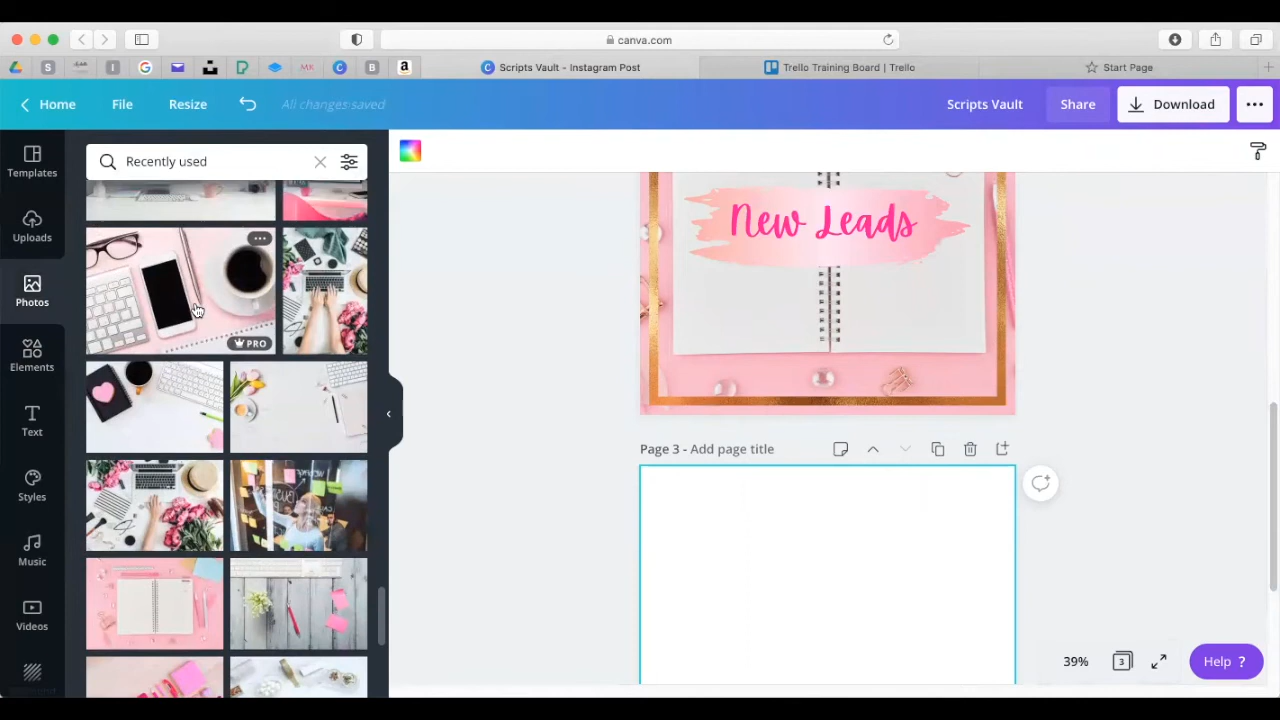 canva.com
S
I
G
P
MX
C
B
a
Scripts Vault - Instagram Post
Trello Training Board | Trello
Start Page
Home
File
Resize
All changes saved
Scripts Vault
Share
Download
Templates
Uploads
Photos
Elements
Text
Styles
Music
Videos
Recently used
PRO
New Leads
Page 3 - Add page title
39%
3
Help ?